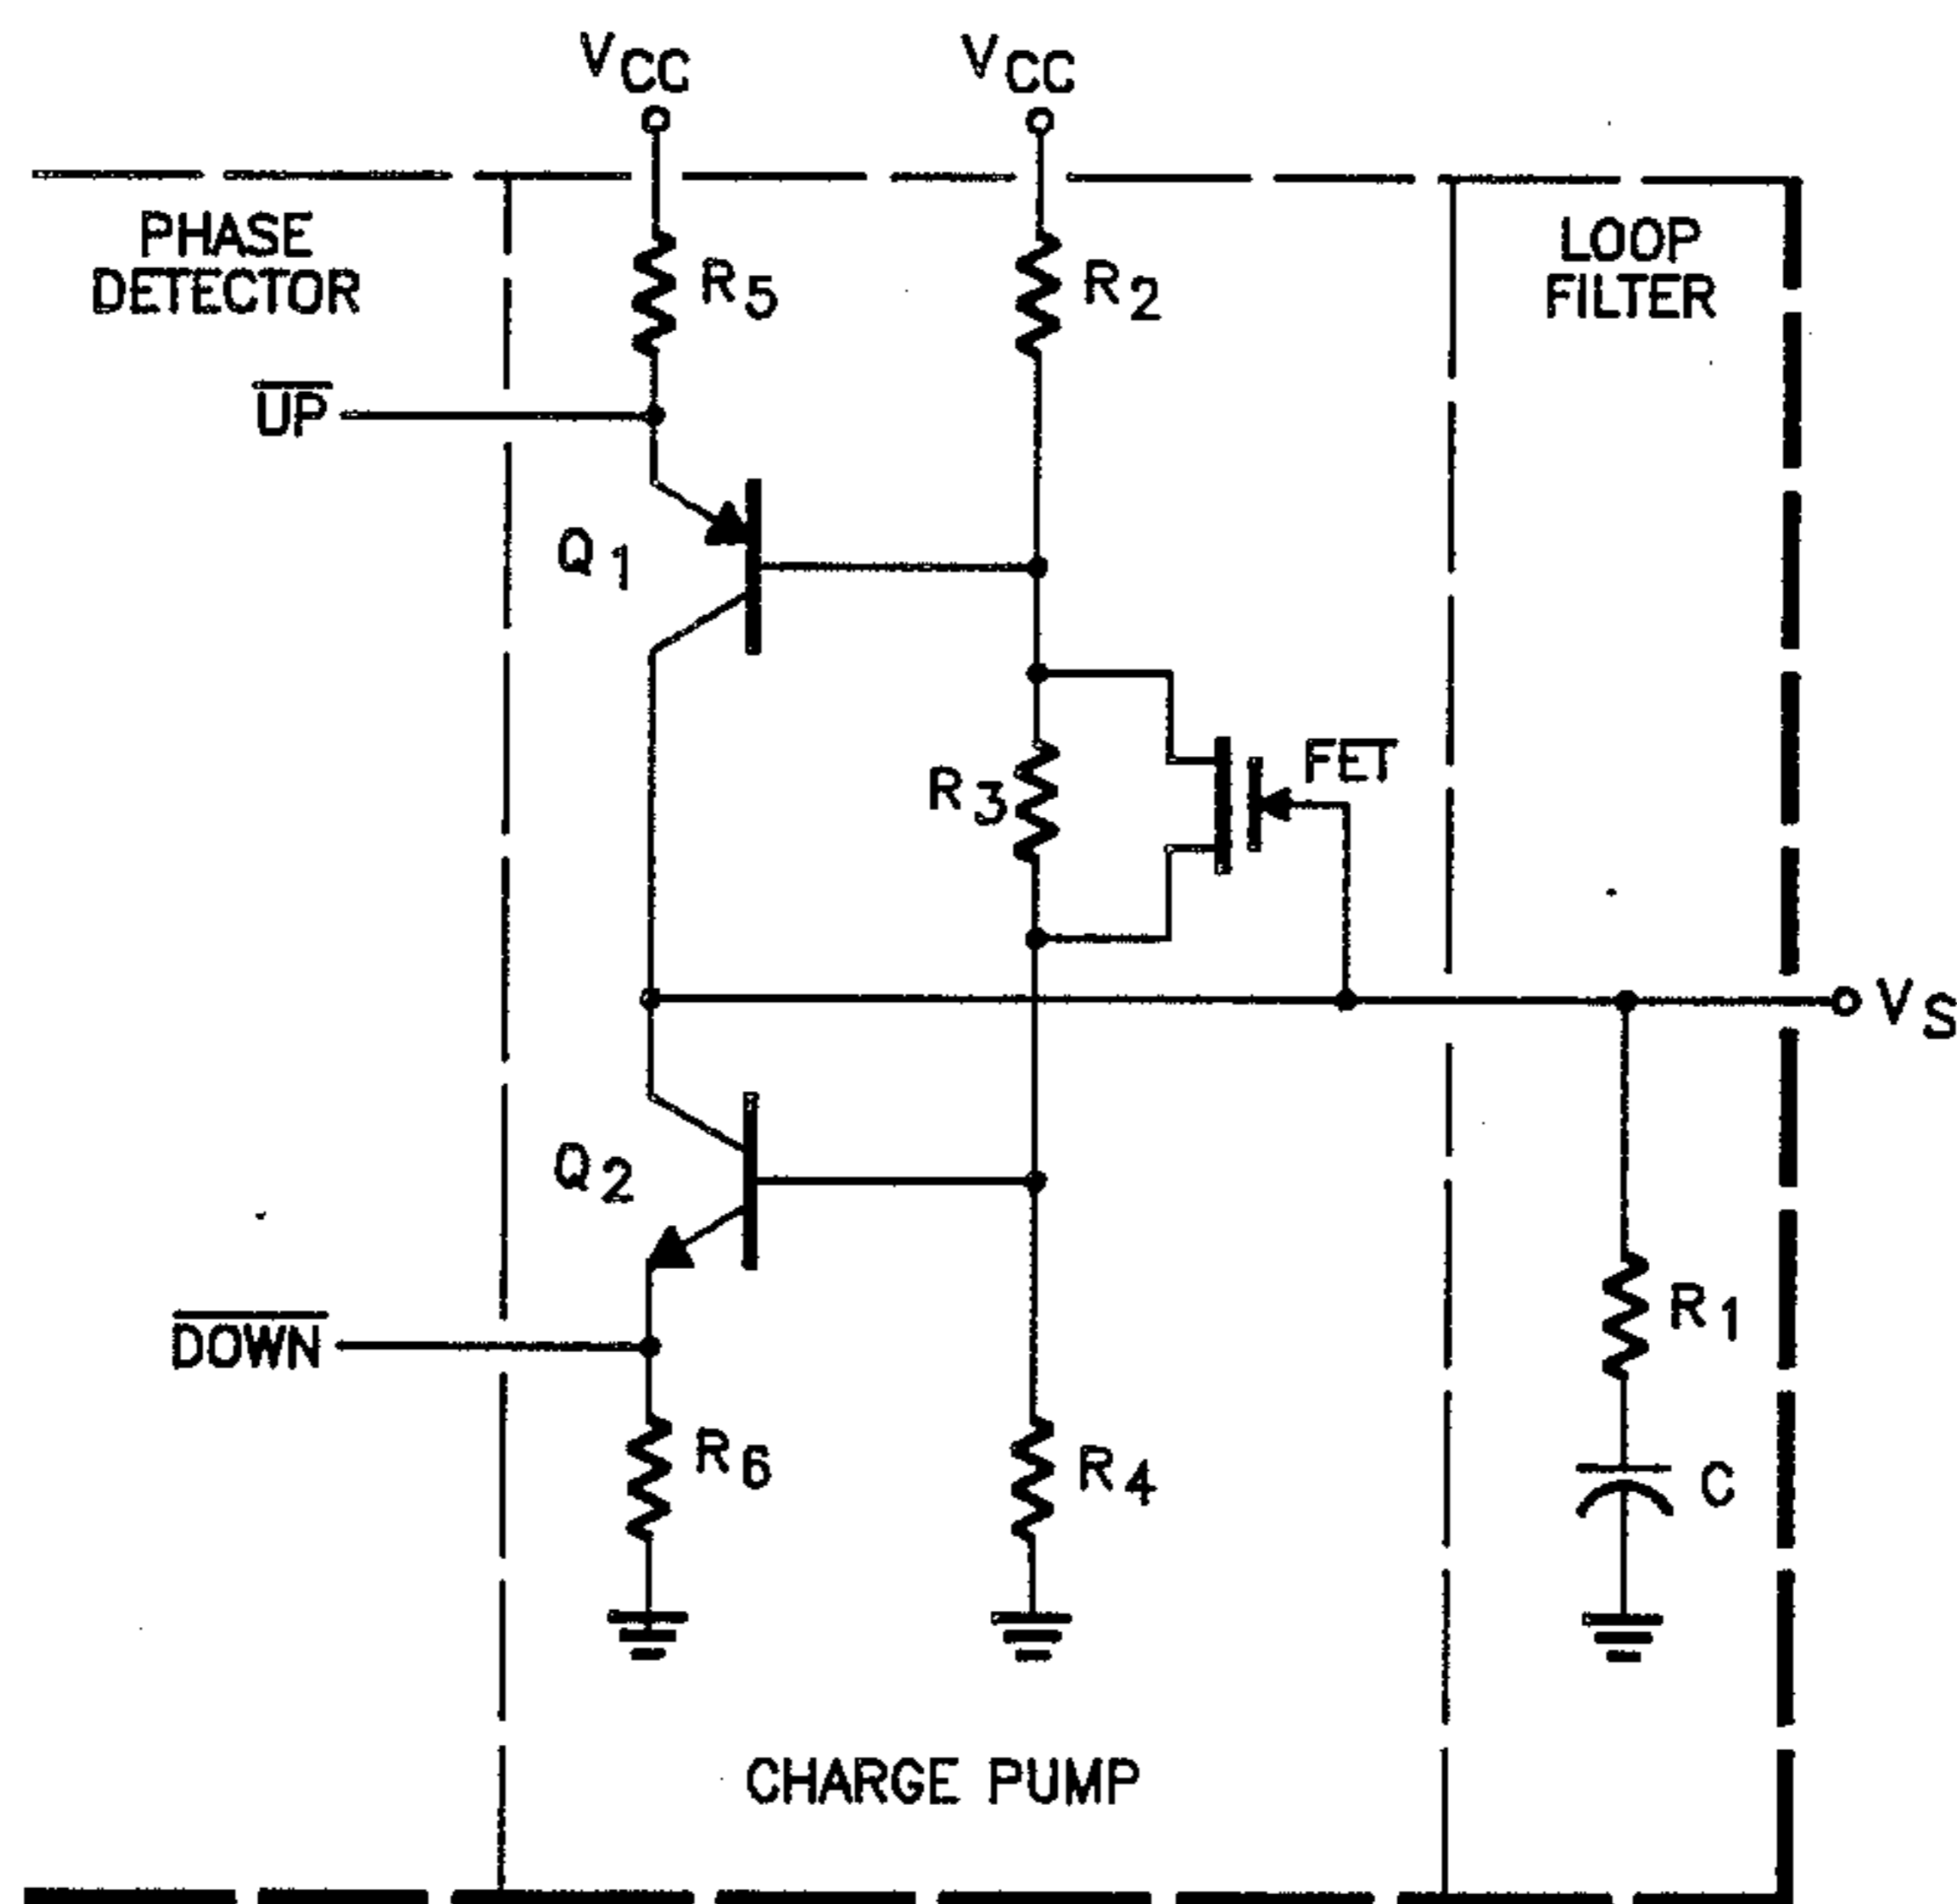 VCC VCC
PHASE
DETECTOR
LOOP
FILTER
R5 R2
UP
Q1
R3
FET
VS
Q2
DOWN
R1
R6 R4 C
CHARGE PUMP